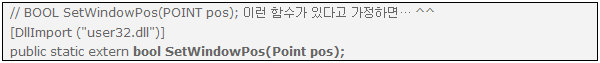 // BOOL SetWindowPos(POINT pos); 이런 함수가 있다고 가정하면… ^^
[DllImport ("user32.dll")]
public static extern bool SetWindowPos(Point pos);